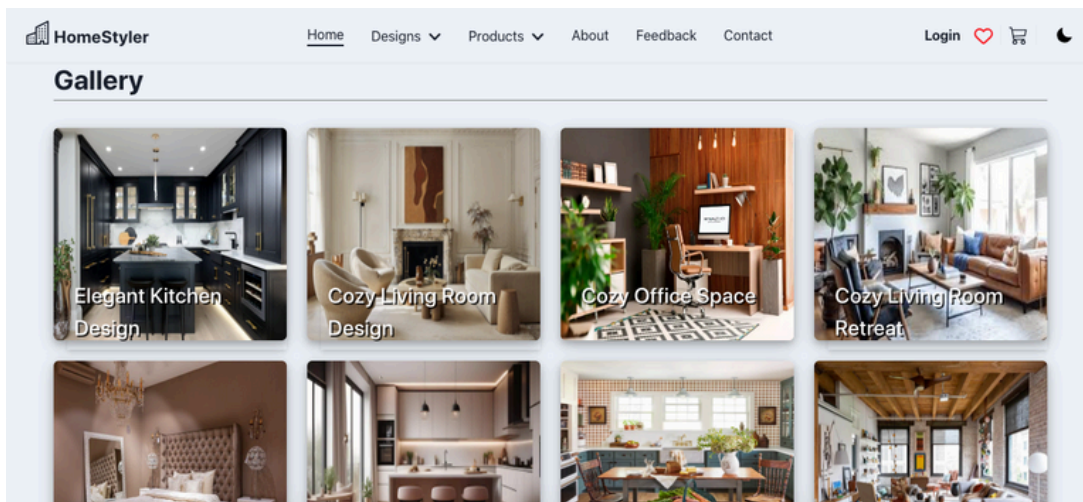 HomeStyler
Home
Designs
Products
About
Feedback
Contact
Login
Gallery
Elegant Kitchen
Design
Cozy Living Room
Design
Cozy Office Space
Cozy Living Room
Retreat